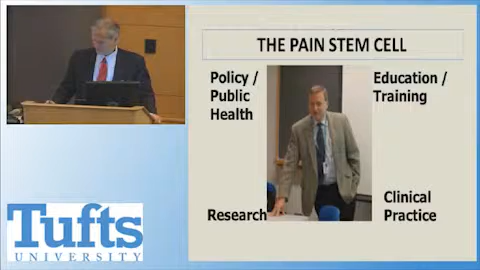 THE PAIN STEM CELL
Policy /
Public
Health
Education /
Training
Research
Clinical
Practice
Tufts
UNIVERSITY